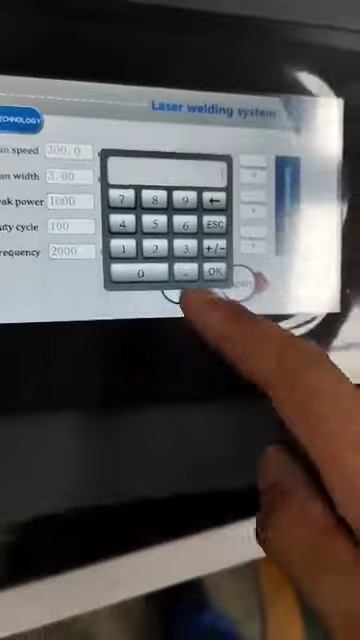 Laser welding system
TECHNOLOGY
an speed 300.0
an width 3.00
ak power 1000
uty cycle 100
requency 2000
7 8 9 ←
4 5 6 ESC
1 2 3 +/-
0 . OK